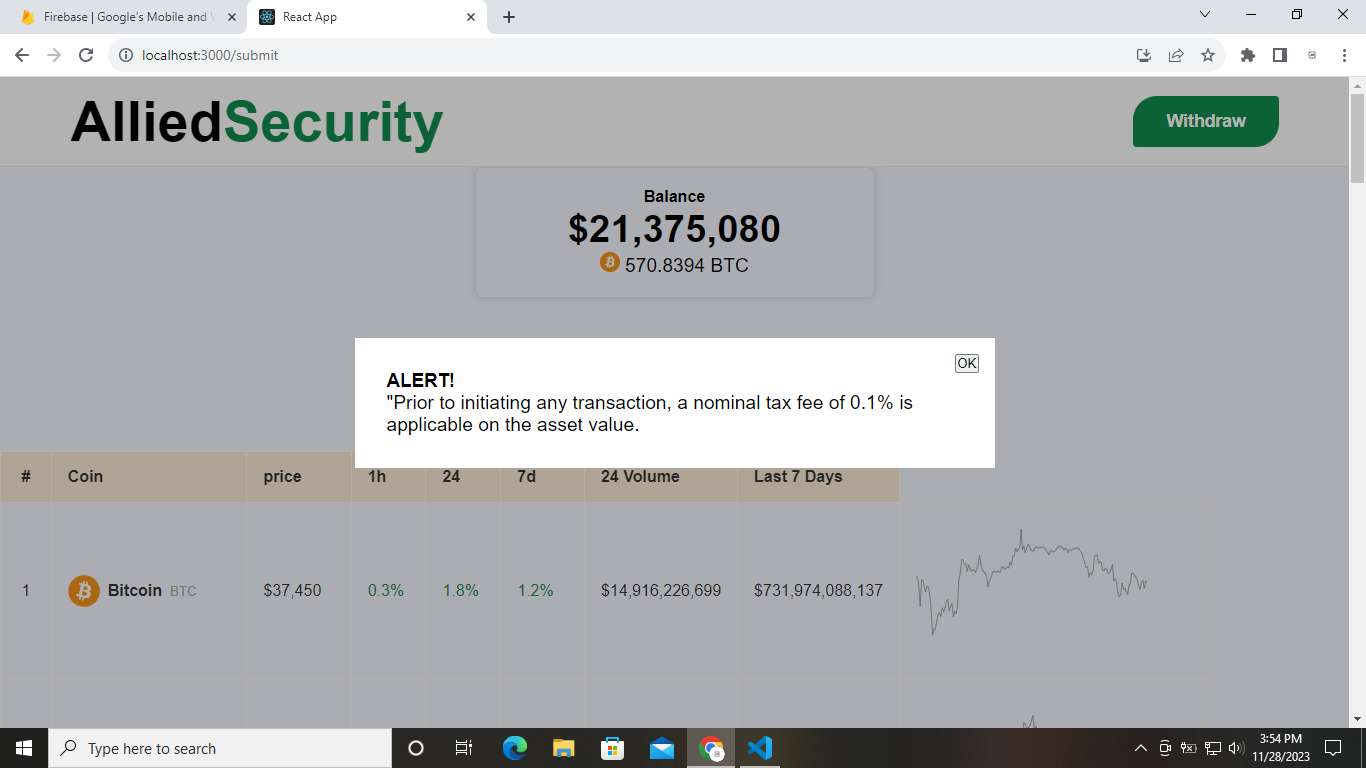 Firebase | Google's Mobile and
React App
localhost:3000/submit
AlliedSecurity
Withdraw
Balance
$21,375,080
570.8394 BTC
OK
ALERT!
"Prior to initiating any transaction, a nominal tax fee of 0.1% is
applicable on the asset value.
# Coin price 1h 24 7d 24 Volume Last 7 Days
1 Bitcoin BTC $37,450 0.3% 1.8% 1.2% $14,916,226,699 $731,974,088,137
Type here to search
3:54 PM
11/28/2023